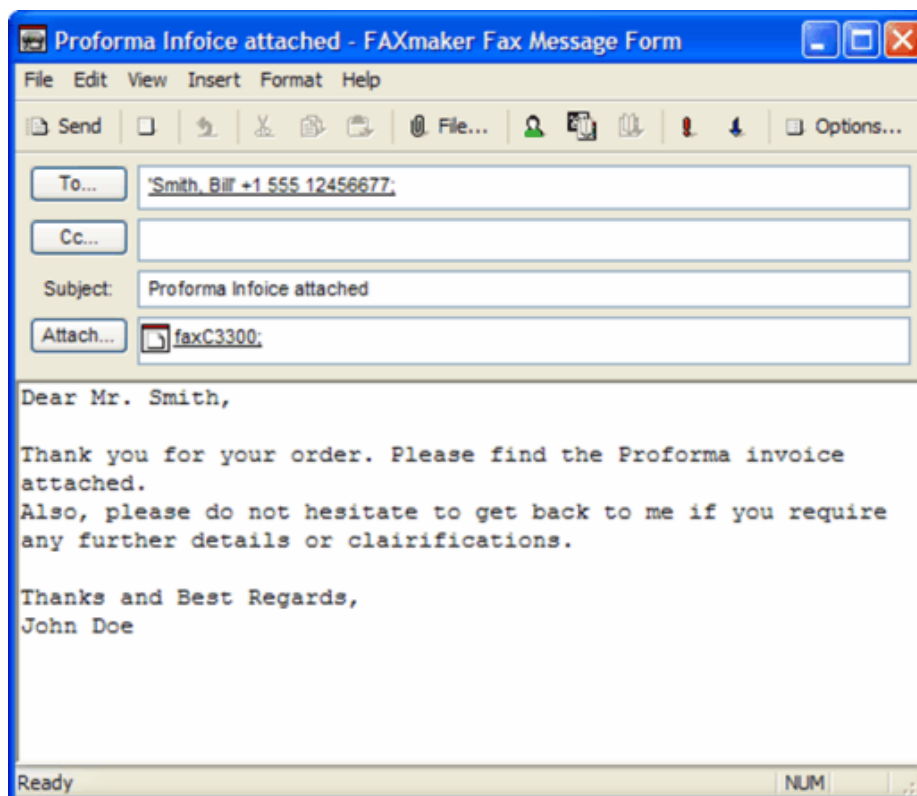 Proforma Infoice attached - FAXmaker Fax Message Form
File Edit View Insert Format Help
Send File... Options...
To... 'Smith, Bill' +1 555 12456677;
Cc...
Subject: Proforma Infoice attached
Attach... faxC3300;
Dear Mr. Smith,
Thank you for your order. Please find the Proforma invoice
attached.
Also, please do not hesitate to get back to me if you require
any further details or clairifications.
Thanks and Best Regards,
John Doe
Ready NUM